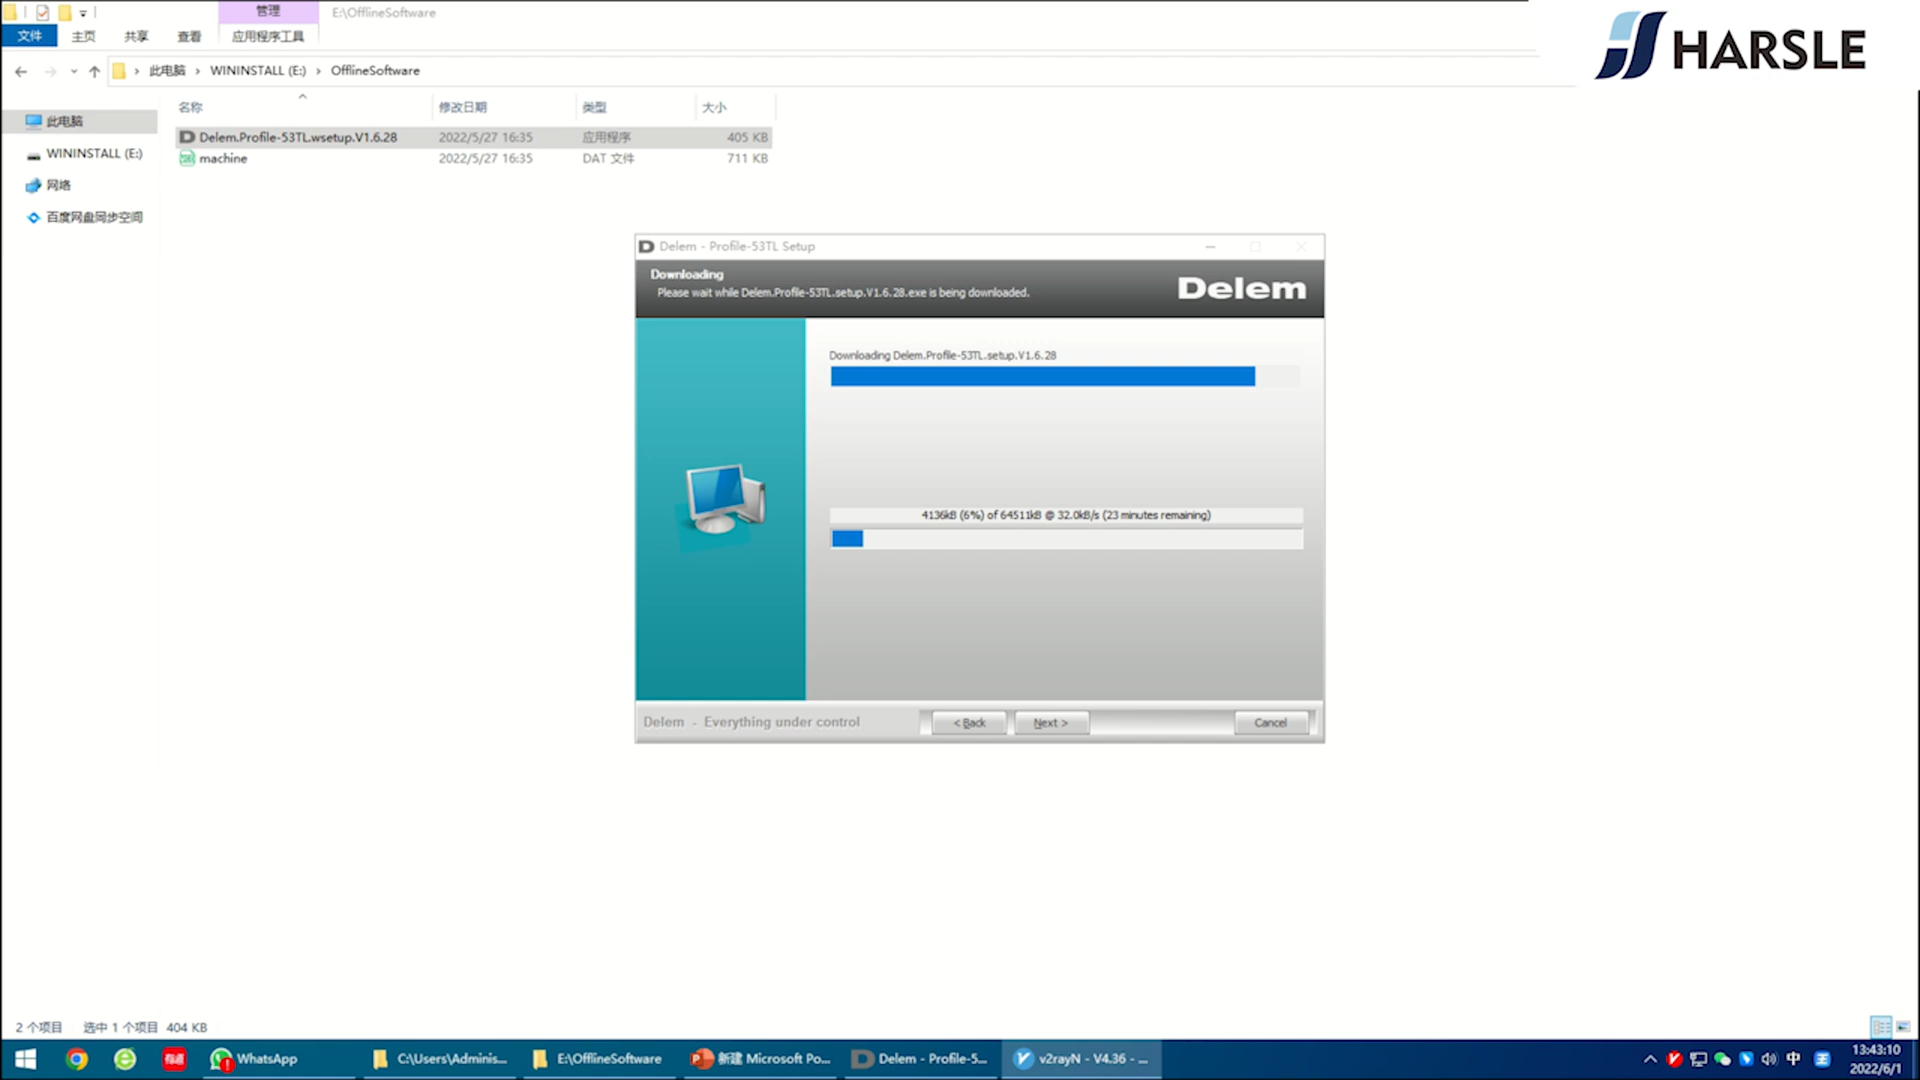 管理
E:\OfflineSoftware
文件
主页
共享
查看
应用程序工具
HARSLE
此电脑 › WININSTALL (E:) › OfflineSoftware
名称
修改日期
类型
大小
此电脑
WININSTALL (E:)
网络
百度网盘同步空间
Delem.Profile-53TL.wsetup.V1.6.28
2022/5/27 16:35
应用程序
405 KB
machine
2022/5/27 16:35
DAT 文件
711 KB
Delem - Profile-53TL Setup
Downloading
Please wait while Delem.Profile-53TL.setup.V1.6.28.exe is being downloaded.
Delem
Downloading Delem.Profile-53TL.setup.V1.6.28
4136kB (6%) of 64511kB @ 32.0kB/s (23 minutes remaining)
Delem - Everything under control
< Back
Next >
Cancel
2 个项目
选中 1 个项目 404 KB
有道
WhatsApp
C:\Users\Adminis...
E:\OfflineSoftware
新建 Microsoft Po...
Delem - Profile-5...
v2rayN - V4.36 - ...
中
13:43:10
2022/6/1